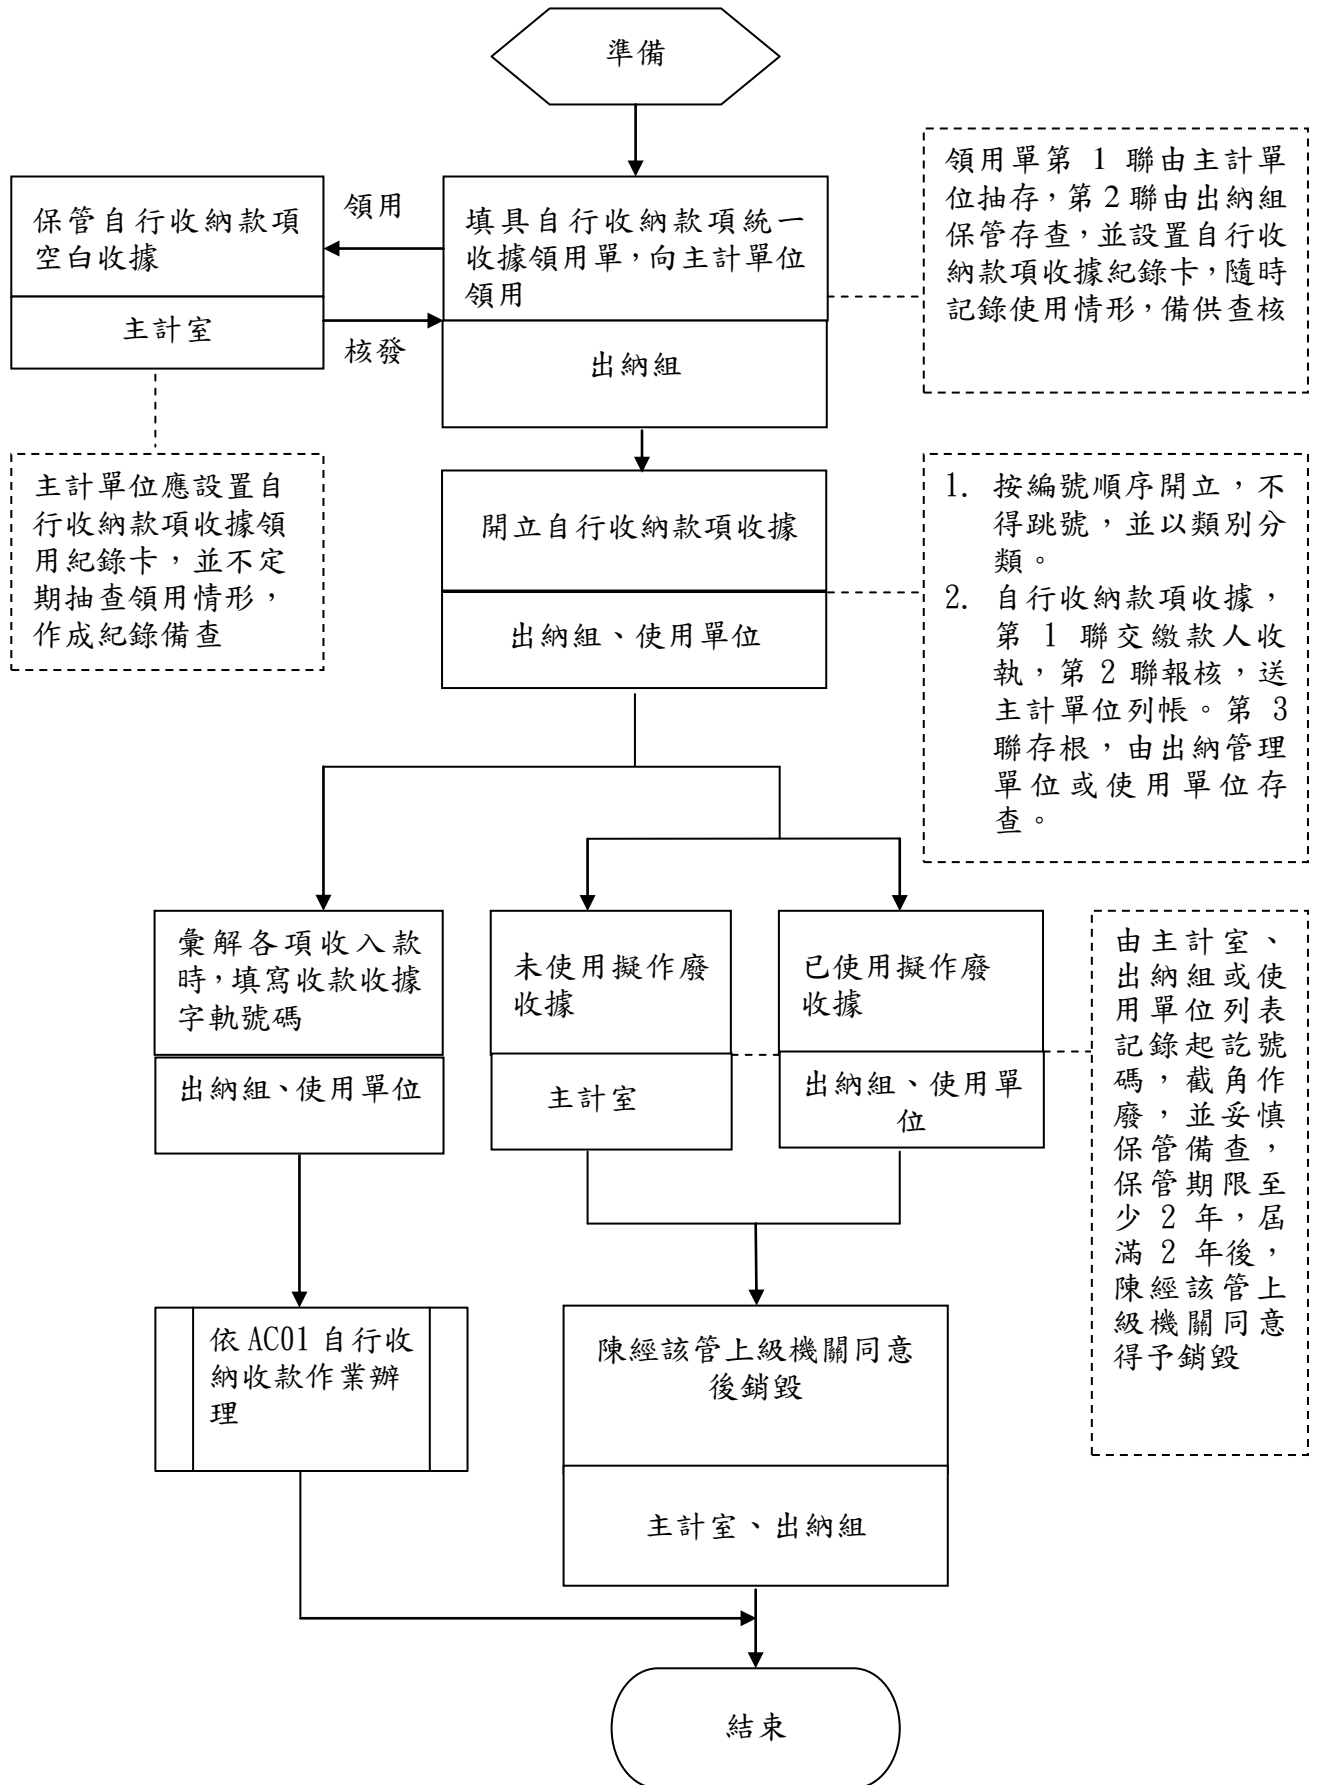 準備
領用單第 1 聯由主計單
位抽存，第 2 聯由出納組
保管存查，並設置自行收
納款項收據紀錄卡，隨時
記錄使用情形，備供查核
保管自行收納款項
空白收據
主計室
領用
核發
填具自行收納款項統一
收據領用單，向主計單位
領用
出納組
主計單位應設置自
行收納款項收據領
用紀錄卡，並不定
期抽查領用情形，
作成紀錄備查
開立自行收納款項收據
出納組、使用單位
1. 按編號順序開立，不
得跳號，並以類別分
類。
2. 自行收納款項收據，
第 1 聯交繳款人收
執，第 2 聯報核，送
主計單位列帳。第 3
聯存根，由出納管理
單位或使用單位存
查。
彙解各項收入款
時，填寫收款收據
字軌號碼
出納組、使用單位
未使用擬作廢
收據
主計室
已使用擬作廢
收據
出納組、使用單
位
由主計室、
出納組或使
用單位列表
記錄起訖號
碼，截角作
廢，並妥慎
保管備查，
保管期限至
少 2 年，屆
滿 2 年後，
陳經該管上
級機關同意
得予銷毀
依 AC01 自行收
納收款作業辦
理
陳經該管上級機關同意
後銷毀
主計室、出納組
結束